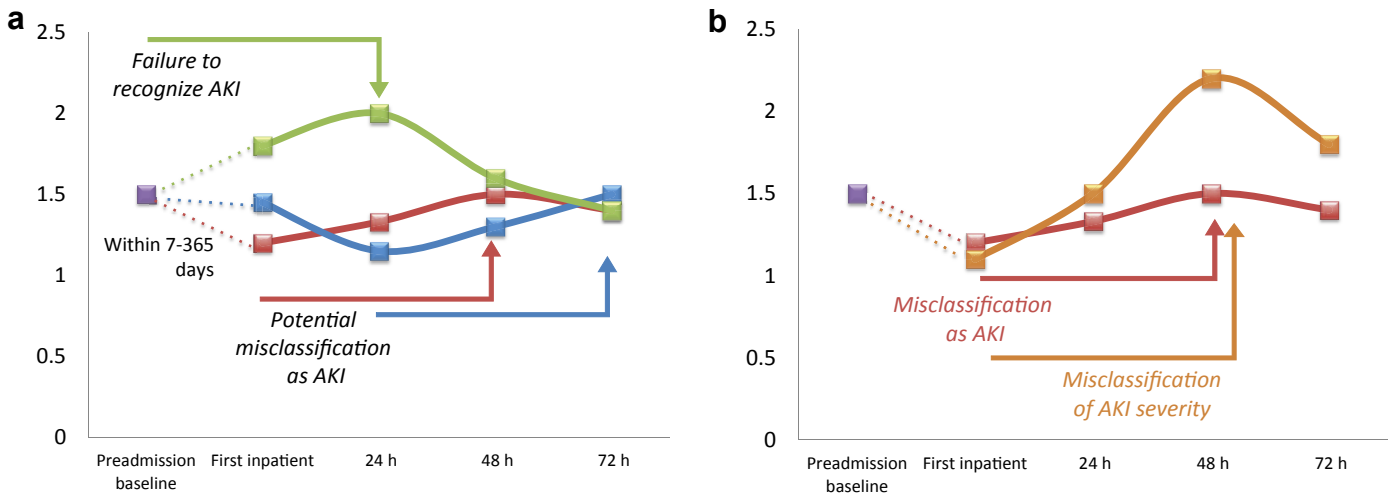 a
2.5
2
1.5
1
0.5
0
Failure to
recognize AKI
Within 7-365
days
Potential
misclassification
as AKI
Preadmission
baseline
First inpatient
24 h
48 h
72 h
b
2.5
2
1.5
1
0.5
0
Misclassification
as AKI
Misclassification
of AKI severity
Preadmission
baseline
First inpatient
24 h
48 h
72 h